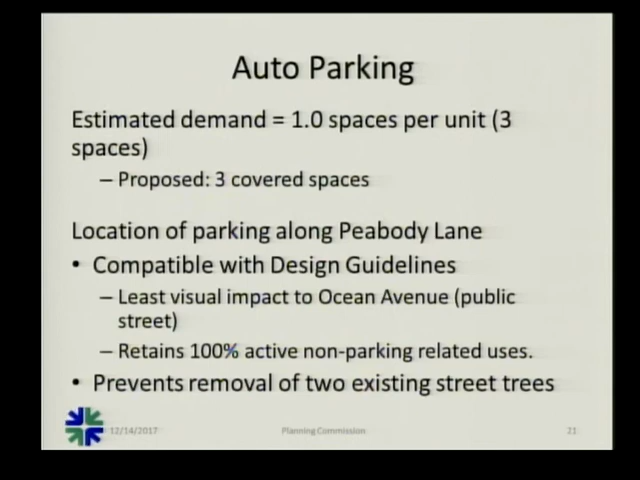 Auto Parking
Estimated demand = 1.0 spaces per unit (3
spaces)
– Proposed: 3 covered spaces
Location of parking along Peabody Lane
• Compatible with Design Guidelines
– Least visual impact to Ocean Avenue (public
street)
– Retains 100% active non-parking related uses.
• Prevents removal of two existing street trees
12/14/2017
Planning Commission
21